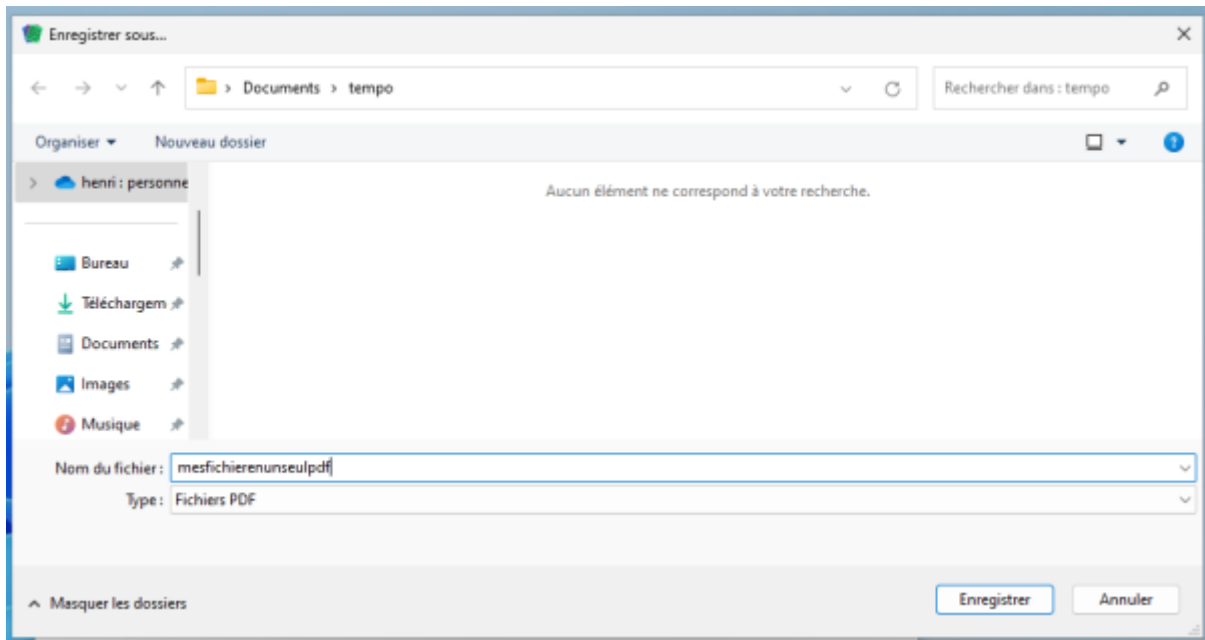 Enregistrer sous...
Documents > tempo
Rechercher dans : tempo
Organiser
Nouveau dossier
henri : personne
Aucun élément ne correspond à votre recherche.
Bureau
Téléchargem
Documents
Images
Musique
Nom du fichier : mesfichierenunseulpdf
Type : Fichiers PDF
Masquer les dossiers
Enregistrer
Annuler